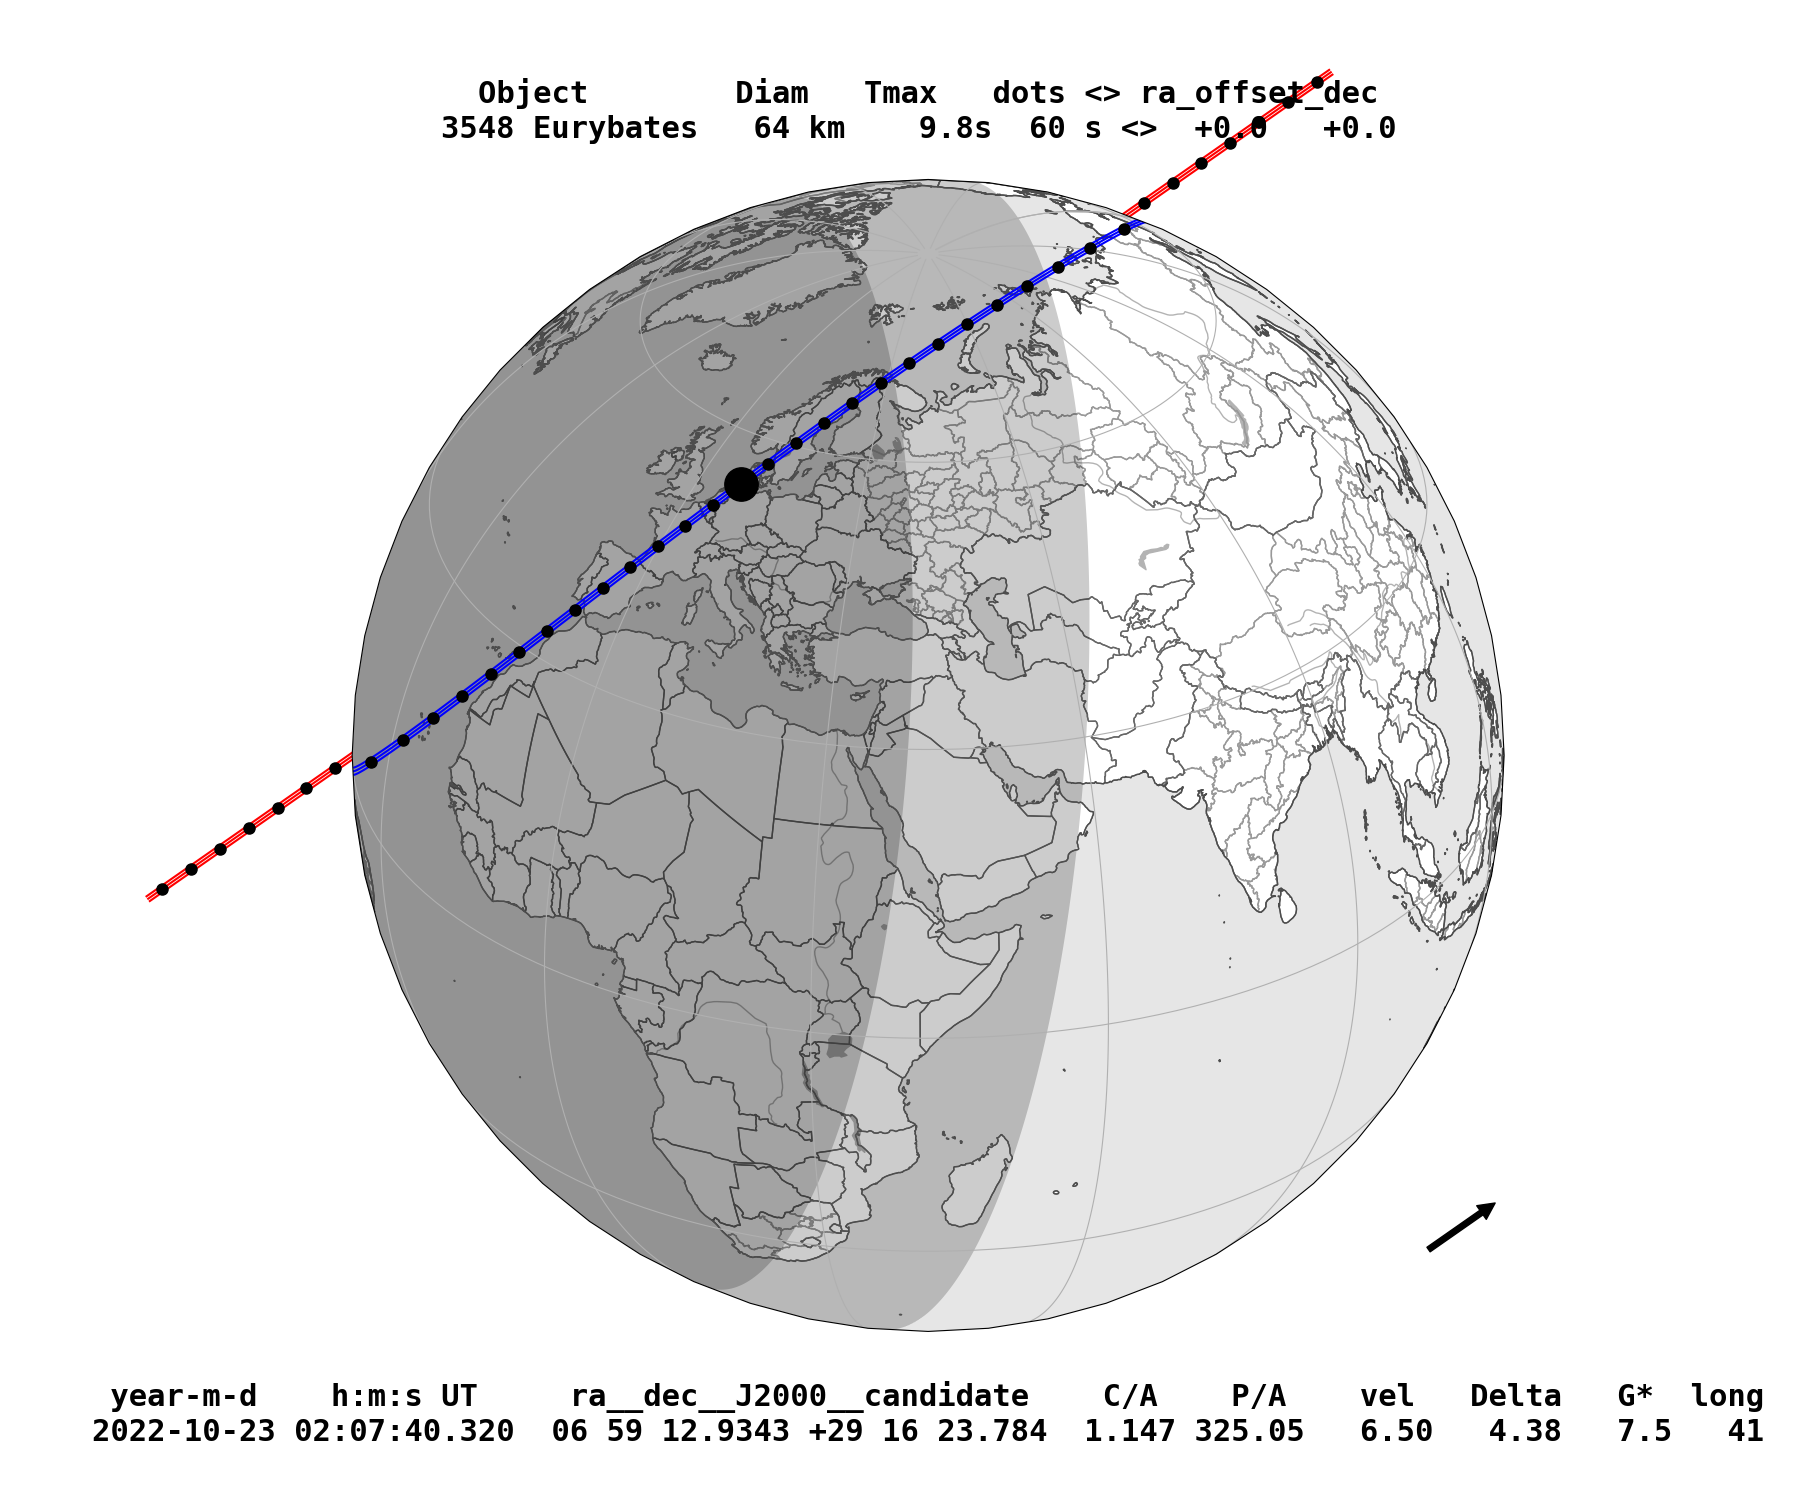 Object Diam Tmax dots <> ra_offset_dec
3548 Eurybates 64 km 9.8s 60 s <> +0.0 +0.0
year-m-d h:m:s UT ra__dec__J2000__candidate C/A P/A vel Delta G* long
2022-10-23 02:07:40.320 06 59 12.9343 +29 16 23.784 1.147 325.05 6.50 4.38 7.5 41